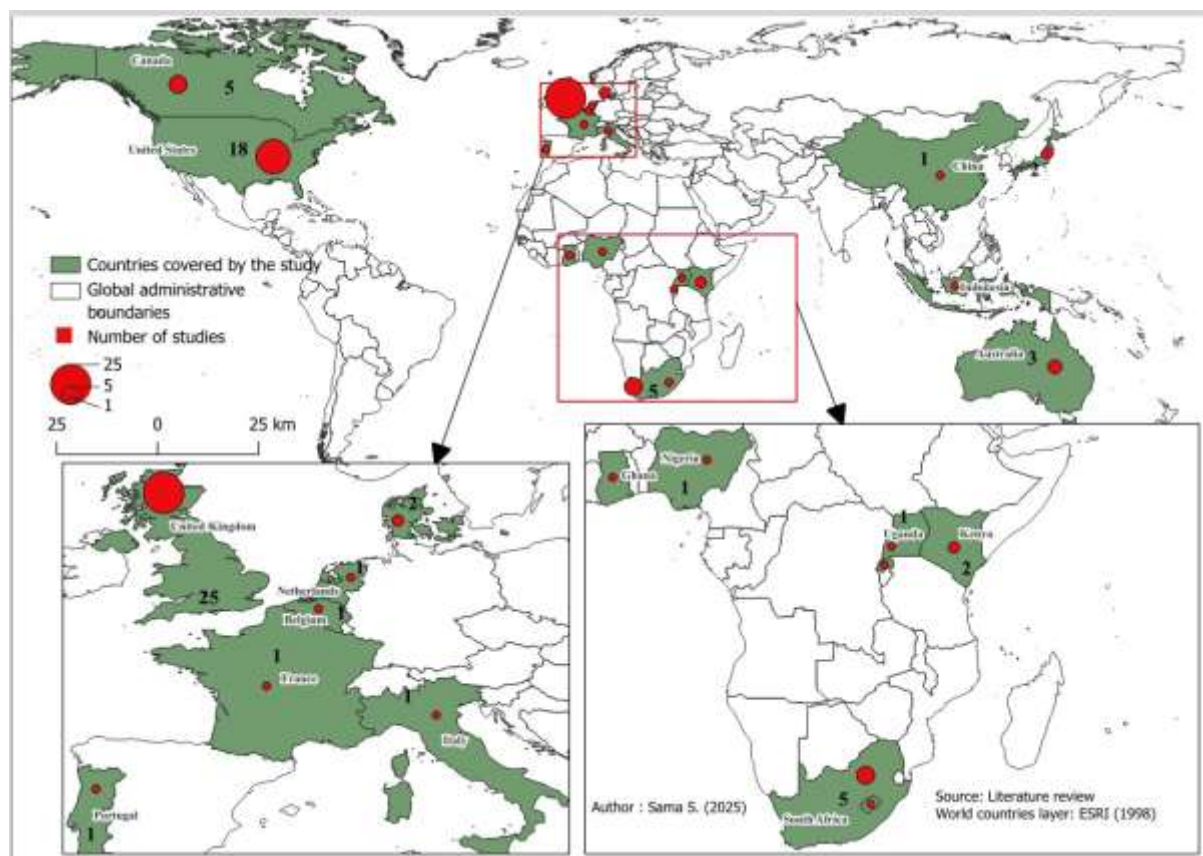 Canada
5
United States
18
1
China
2
Indonesia
Australia
3
5
Countries covered by the study
Global administrative
boundaries
Number of studies
25
5
1
25 0 25 km
United Kingdom
25
2
1
Netherlands
Belgium
1
1
France
1
Italy
Portugal
1
Nigeria
Ghana
1
1
Uganda
Kenya
2
5
South Africa
Author : Sama S. (2025)
Source: Literature review
World countries layer: ESRI (1998)